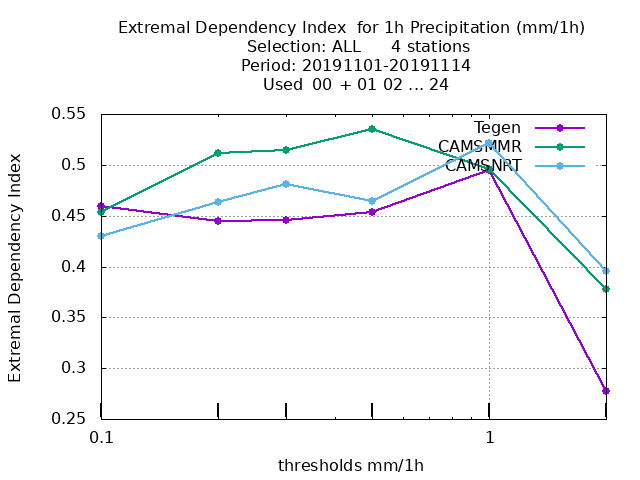 Extremal Dependency Index  for 1h Precipitation (mm/1h)
Selection: ALL      4 stations
Period: 20191101-20191114
Used  00  + 01 02 ... 24
Tegen
CAMSMMR
CAMSNRT
0.55
0.5
0.45
0.4
0.35
0.3
0.25
Extremal Dependency Index
0.1
1
thresholds mm/1h